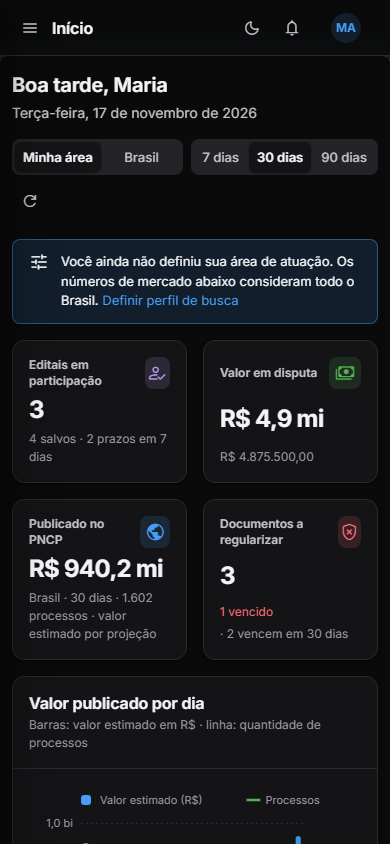 Início
MA
Boa tarde, Maria
Terça-feira, 17 de novembro de 2026
Minha área
Brasil
7 dias
30 dias
90 dias
Você ainda não definiu sua área de atuação. Os
números de mercado abaixo consideram todo o
Brasil. Definir perfil de busca
Editais em
participação
3
4 salvos · 2 prazos em 7
dias
Valor em disputa
R$ 4,9 mi
R$ 4.875.500,00
Publicado no
PNCP
R$ 940,2 mi
Brasil · 30 dias · 1.602
processos · valor
estimado por projeção
Documentos a
regularizar
3
1 vencido
· 2 vencem em 30 dias
Valor publicado por dia
Barras: valor estimado em R$ · linha: quantidade de
processos
Valor estimado (R$)
Processos
1,0 bi